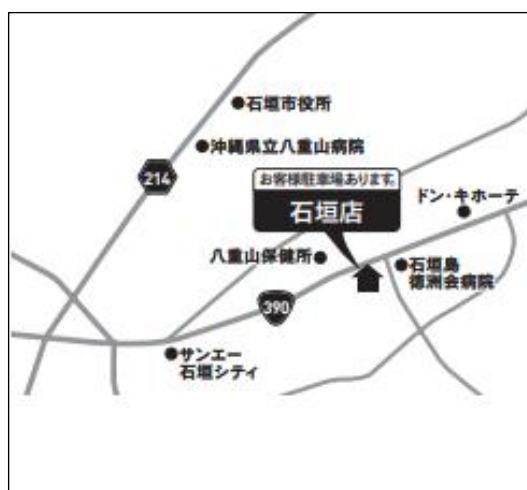 石垣市役所
沖縄県立八重山病院
214
お客様駐車場あります。
石垣店
ドン・キホーテ
八重山保健所
石垣島
徳洲会病院
390
サンエー
石垣シティ